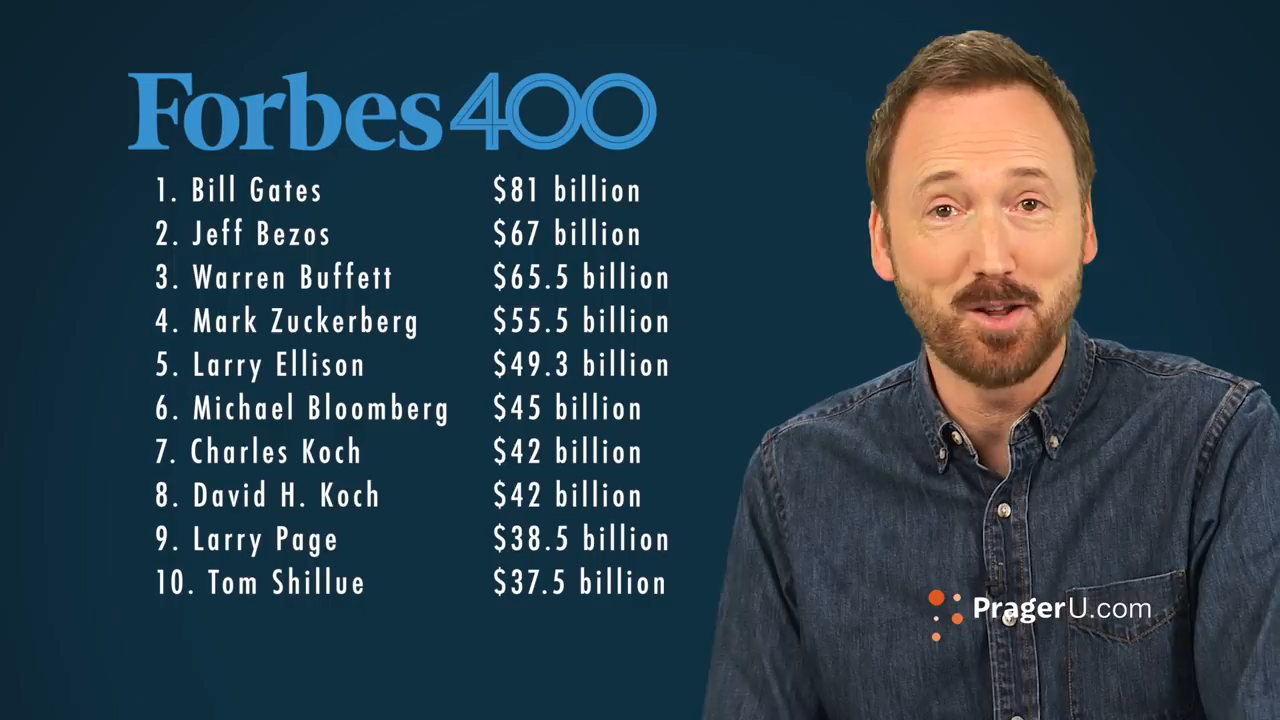 Forbes 400
1. Bill Gates $81 billion
2. Jeff Bezos $67 billion
3. Warren Buffett $65.5 billion
4. Mark Zuckerberg $55.5 billion
5. Larry Ellison $49.3 billion
6. Michael Bloomberg $45 billion
7. Charles Koch $42 billion
8. David H. Koch $42 billion
9. Larry Page $38.5 billion
10. Tom Shillue $37.5 billion
PragerU.com